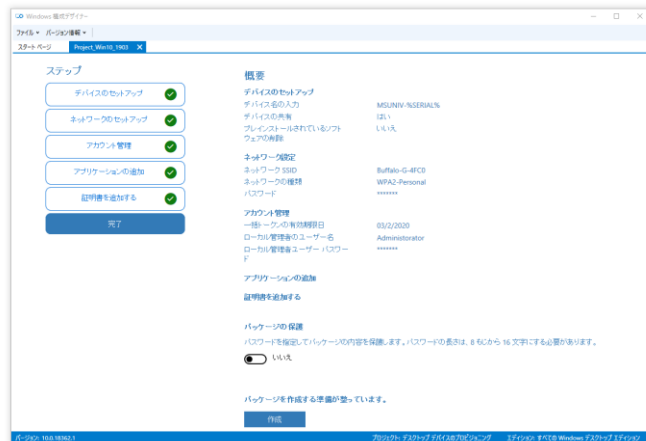 Windows 構成デザイナー
ファイル バージョン情報
スタート ページ Project_Win10_1903 ×
ステップ
デバイスのセットアップ
ネットワークのセットアップ
アカウント管理
アプリケーションの追加
証明書を追加する
完了
概要
デバイスのセットアップ
デバイス名の入力 MSUNIV-%SERIAL%
デバイスの共有 はい
プレインストールされているソフト いいえ
ウェアの削除
ネットワーク設定
ネットワーク SSID Buffalo-G-4FC0
ネットワークの種類 WPA2-Personal
パスワード *******
アカウント管理
一括トークンの有効期限日 03/2/2020
ローカル管理者のユーザー名 Administorator
ローカル管理者ユーザー パスワー *******
ド
アプリケーションの追加
証明書を追加する
パッケージの保護
パスワードを指定してパッケージの内容を保護します。パスワードの長さは、8 もじから 16 文字にする必要があります。
いいえ
パッケージを作成する準備が整っています。
作成
バージョン: 10.0.18362.1 プロジェクト: デスクトップ デバイスのプロビジョニング エディション: すべての Windows デスクトップ エディション